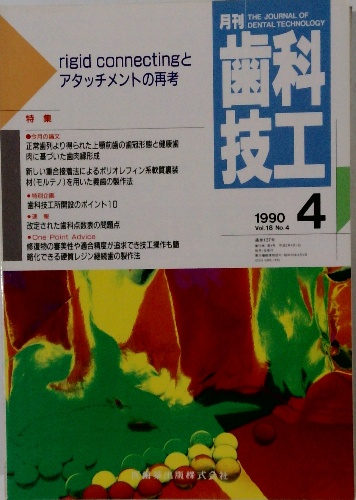 月刊
THE JOURNAL OF
DENTAL TECHNOLOGY
歯科
技工
rigid connectingと
アタッチメントの再考
特集
●今月の論文
正常歯列より得られた上顎前歯の歯冠形態と健康歯
肉に基づいた歯肉縁形成
新しい重合接着法によるポリオレフィン系軟質裏装
材(モルテノ)を用いた義歯の製作法
●特別企画
歯科技工所開設のポイント10
●速報
改定された歯科点数表の問題点
●One Point Advice
修復物の審美性や適合精度が追求でき技工操作も簡
略化できる硬質レジン継続歯の製作法
1990
Vol.18 No.4
4
医歯薬出版株式会社